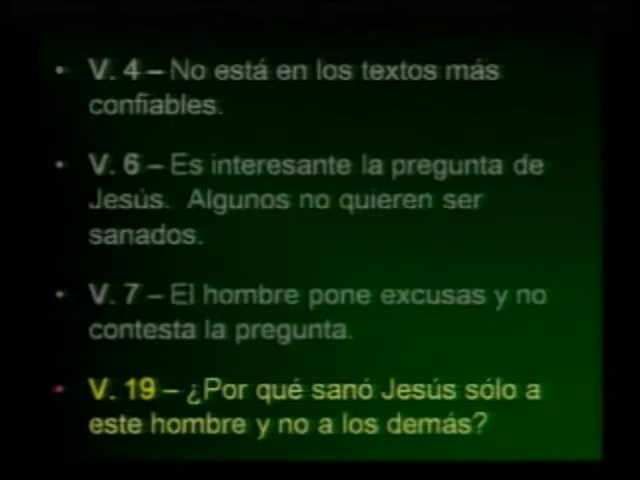 • V. 4 – No está en los textos más
confiables.
• V. 6 – Es interesante la pregunta de
Jesús. Algunos no quieren ser
sanados.
• V. 7 – El hombre pone excusas y no
contesta la pregunta.
• V. 19 – ¿Por qué sanó Jesús sólo a
este hombre y no a los demás?